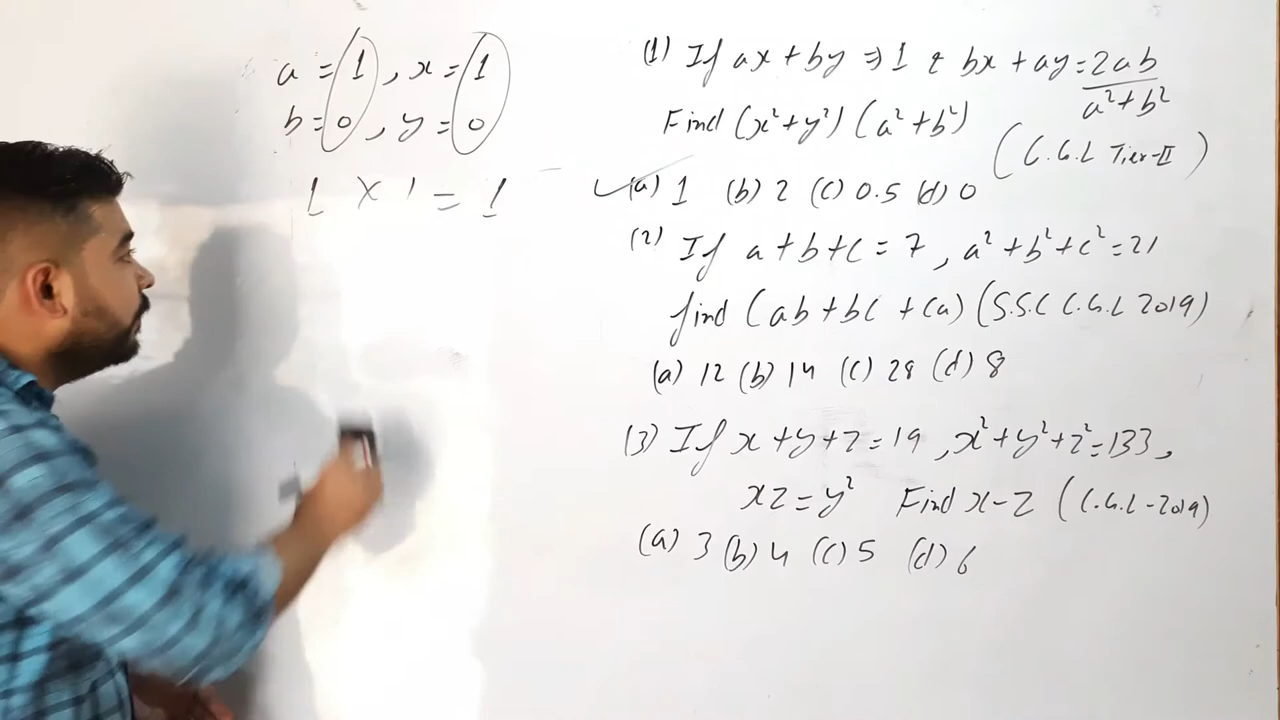 a = 1, x = 1
b = 0, y = 0
1 × 1 = 1
(1) If ax + by ⇒ 1 & bx + ay = 2ab / a² + b²
Find (x² + y²) (a² + b²)
(C.G.L Tier-II)
(a) 1 (b) 2 (c) 0.5 (d) 0
(2) If a + b + c = 7, a² + b² + c² = 21
find (ab + bc + ca) (S.S.C C.G.L 2019)
(a) 12 (b) 14 (c) 28 (d) 8
(3) If x + y + z = 19, x² + y² + z² = 133,
xz = y² Find x - z (C.G.L - 2019)
(a) 3 (b) 4 (c) 5 (d) 6